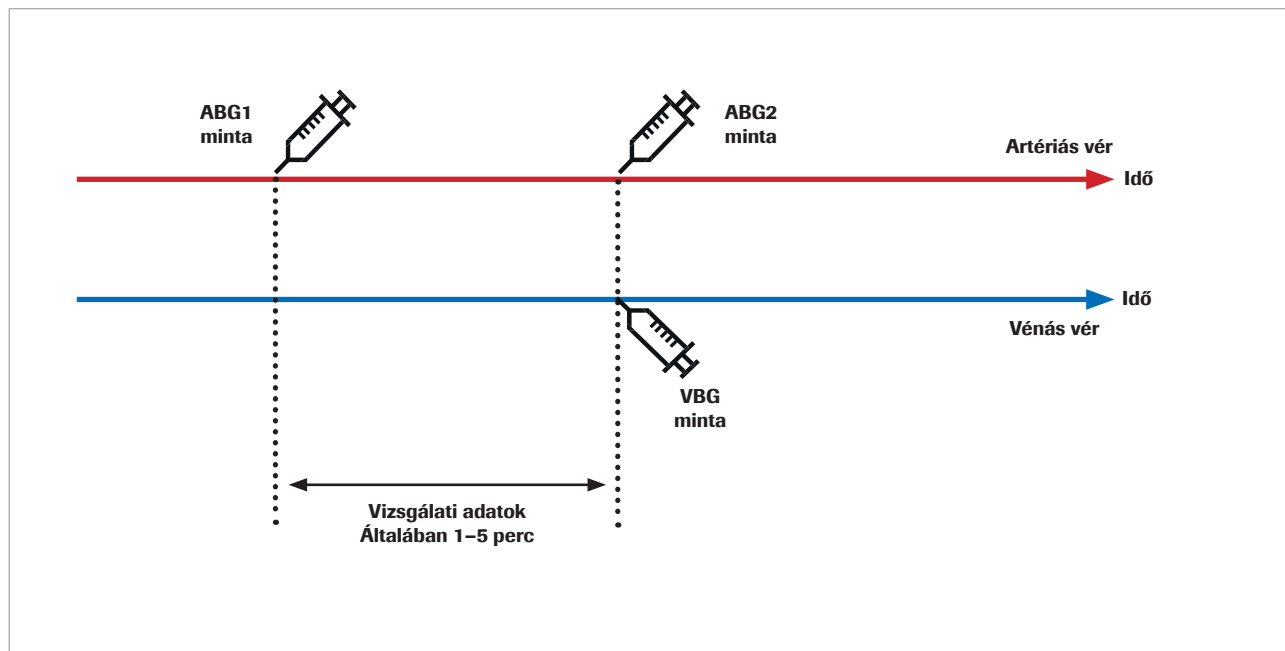 ABG1
minta
ABG2
minta
Artériás vér
Idő
Idő
Vénás vér
VBG
minta
Vizsgálati adatok
Általában 1–5 perc